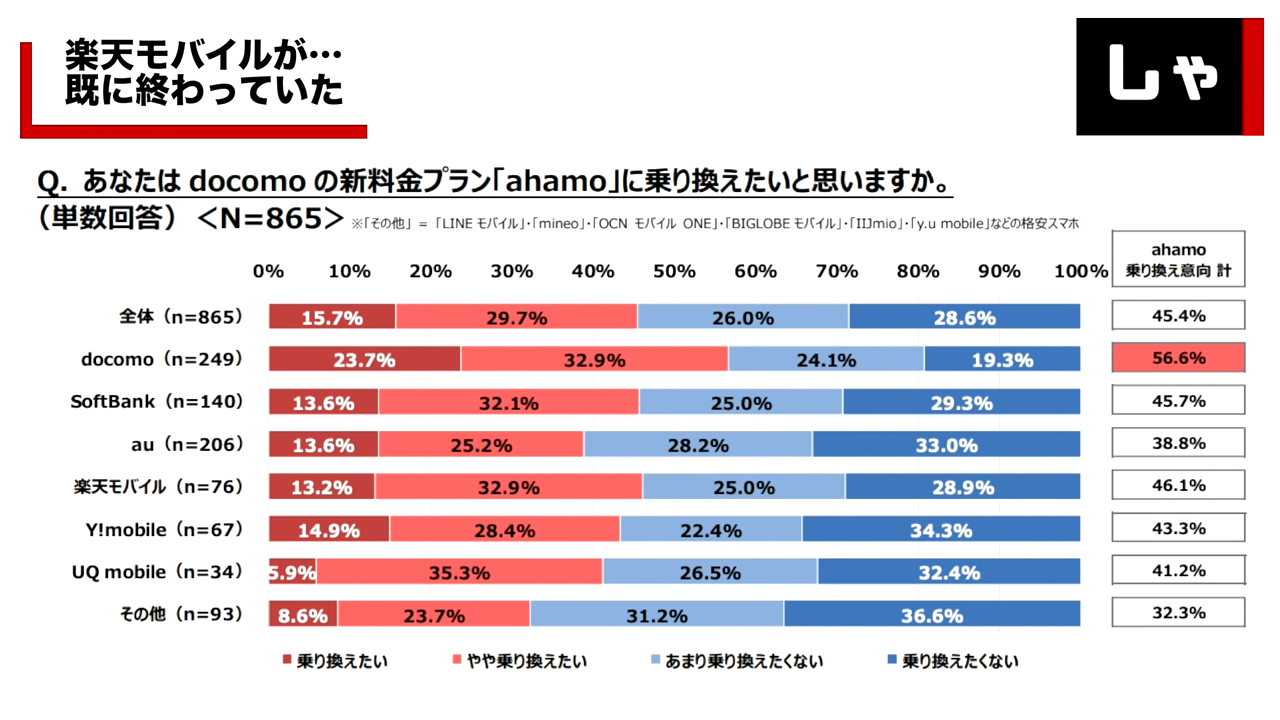 楽天モバイルが…
既に終わっていた
しゃ
Q. あなたは docomo の新料金プラン「ahamo」に乗り換えたいと思いますか。
（単数回答）＜N=865＞ ※「その他」 = 「LINE モバイル」・「mineo」・「OCN モバイル ONE」・「BIGLOBE モバイル」・「IIJmio」・「y.u mobile」などの格安スマホ
ahamo
乗り換え意向 計
0% 10% 20% 30% 40% 50% 60% 70% 80% 90% 100%
全体（n=865） 15.7% 29.7% 26.0% 28.6% 45.4%
docomo（n=249） 23.7% 32.9% 24.1% 19.3% 56.6%
SoftBank（n=140） 13.6% 32.1% 25.0% 29.3% 45.7%
au（n=206） 13.6% 25.2% 28.2% 33.0% 38.8%
楽天モバイル（n=76） 13.2% 32.9% 25.0% 28.9% 46.1%
Y!mobile（n=67） 14.9% 28.4% 22.4% 34.3% 43.3%
UQ mobile（n=34） 5.9% 35.3% 26.5% 32.4% 41.2%
その他（n=93） 8.6% 23.7% 31.2% 36.6% 32.3%
乗り換えたい やや乗り換えたい あまり乗り換えたくない 乗り換えたくない